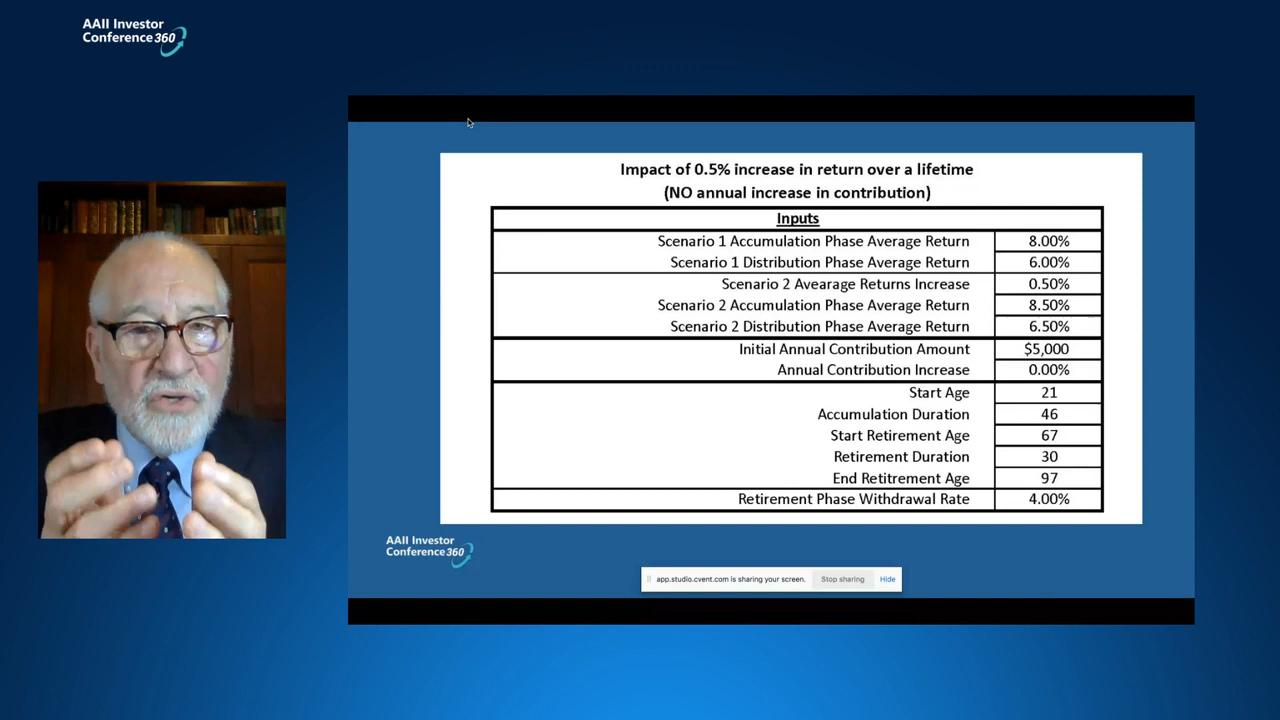 AAII Investor
Conference 360
Impact of 0.5% increase in return over a lifetime
(NO annual increase in contribution)
Inputs
Scenario 1 Accumulation Phase Average Return 8.00%
Scenario 1 Distribution Phase Average Return 6.00%
Scenario 2 Avearage Returns Increase 0.50%
Scenario 2 Accumulation Phase Average Return 8.50%
Scenario 2 Distribution Phase Average Return 6.50%
Initial Annual Contribution Amount $5,000
Annual Contribution Increase 0.00%
Start Age 21
Accumulation Duration 46
Start Retirement Age 67
Retirement Duration 30
End Retitrement Age 97
Retirement Phase Withdrawal Rate 4.00%
AAII Investor
Conference 360
app.studio.cvent.com is sharing your screen. Stop sharing Hide